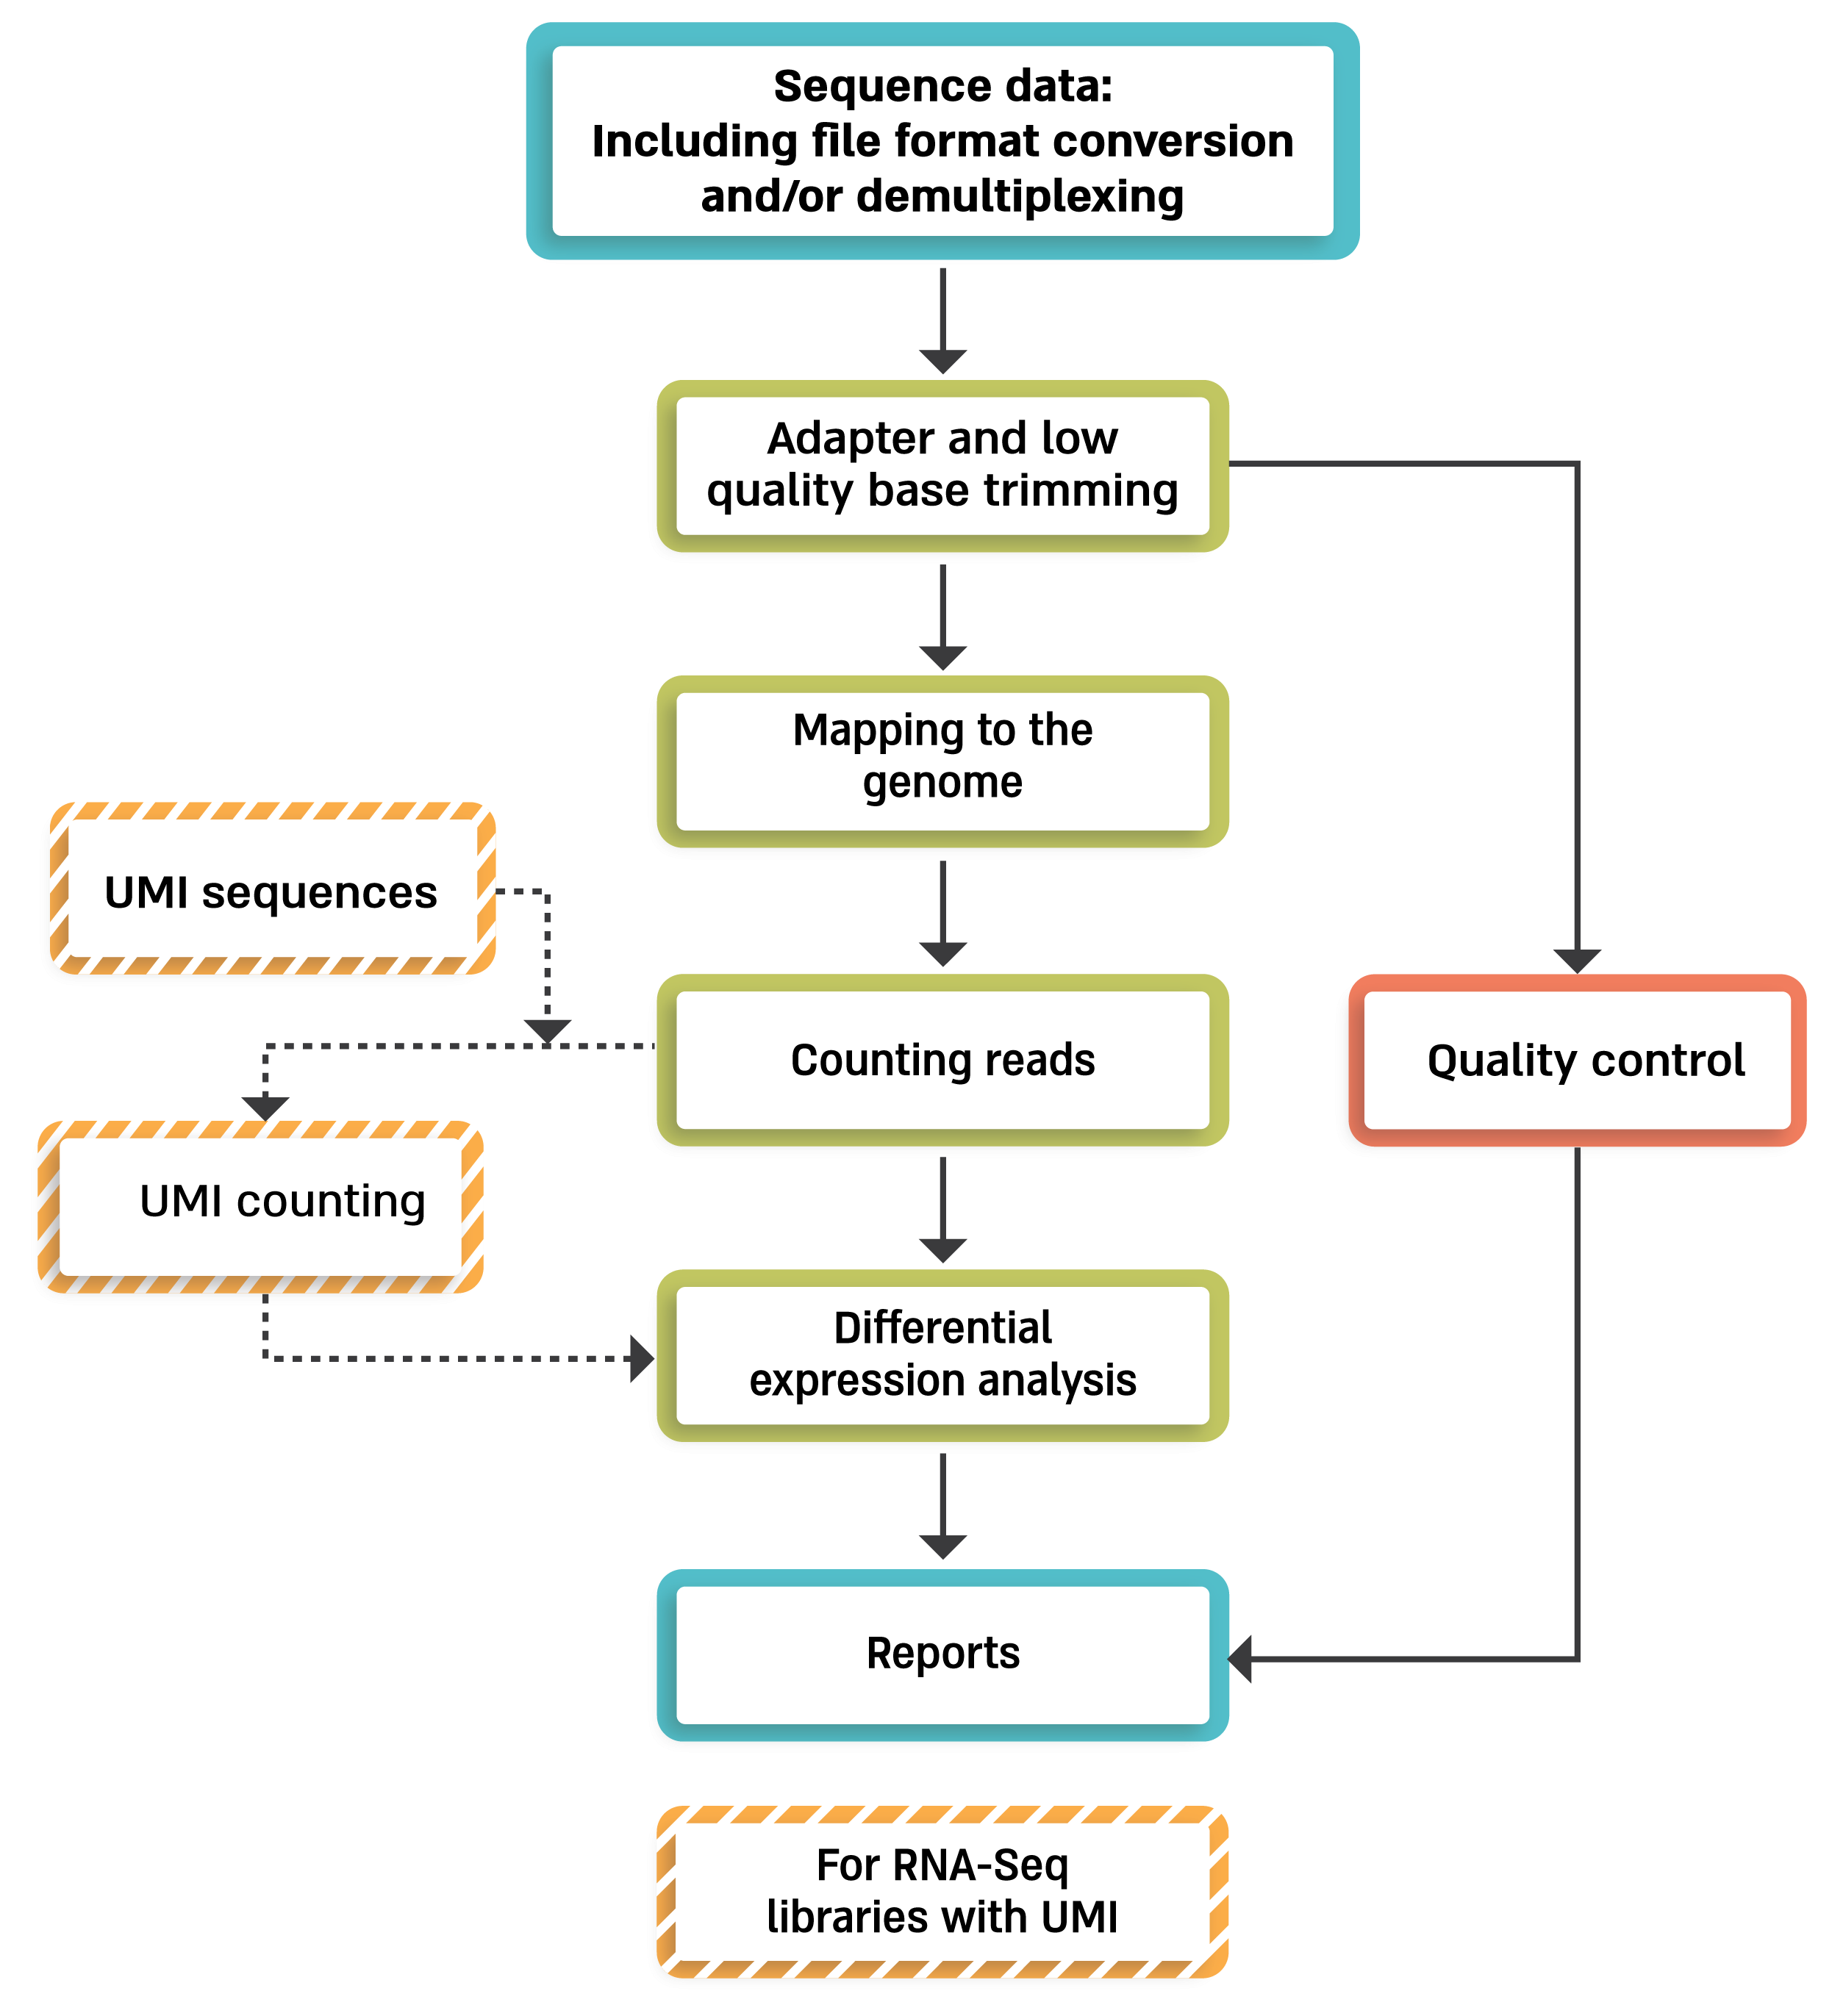 Sequence data:
Including file format conversion
and/or demultiplexing
Adapter and low
quality base trimming
Mapping to the
genome
UMI sequences
Counting reads
Quality control
UMI counting
Differential
expression analysis
Reports
For RNA-Seq
libraries with UMI